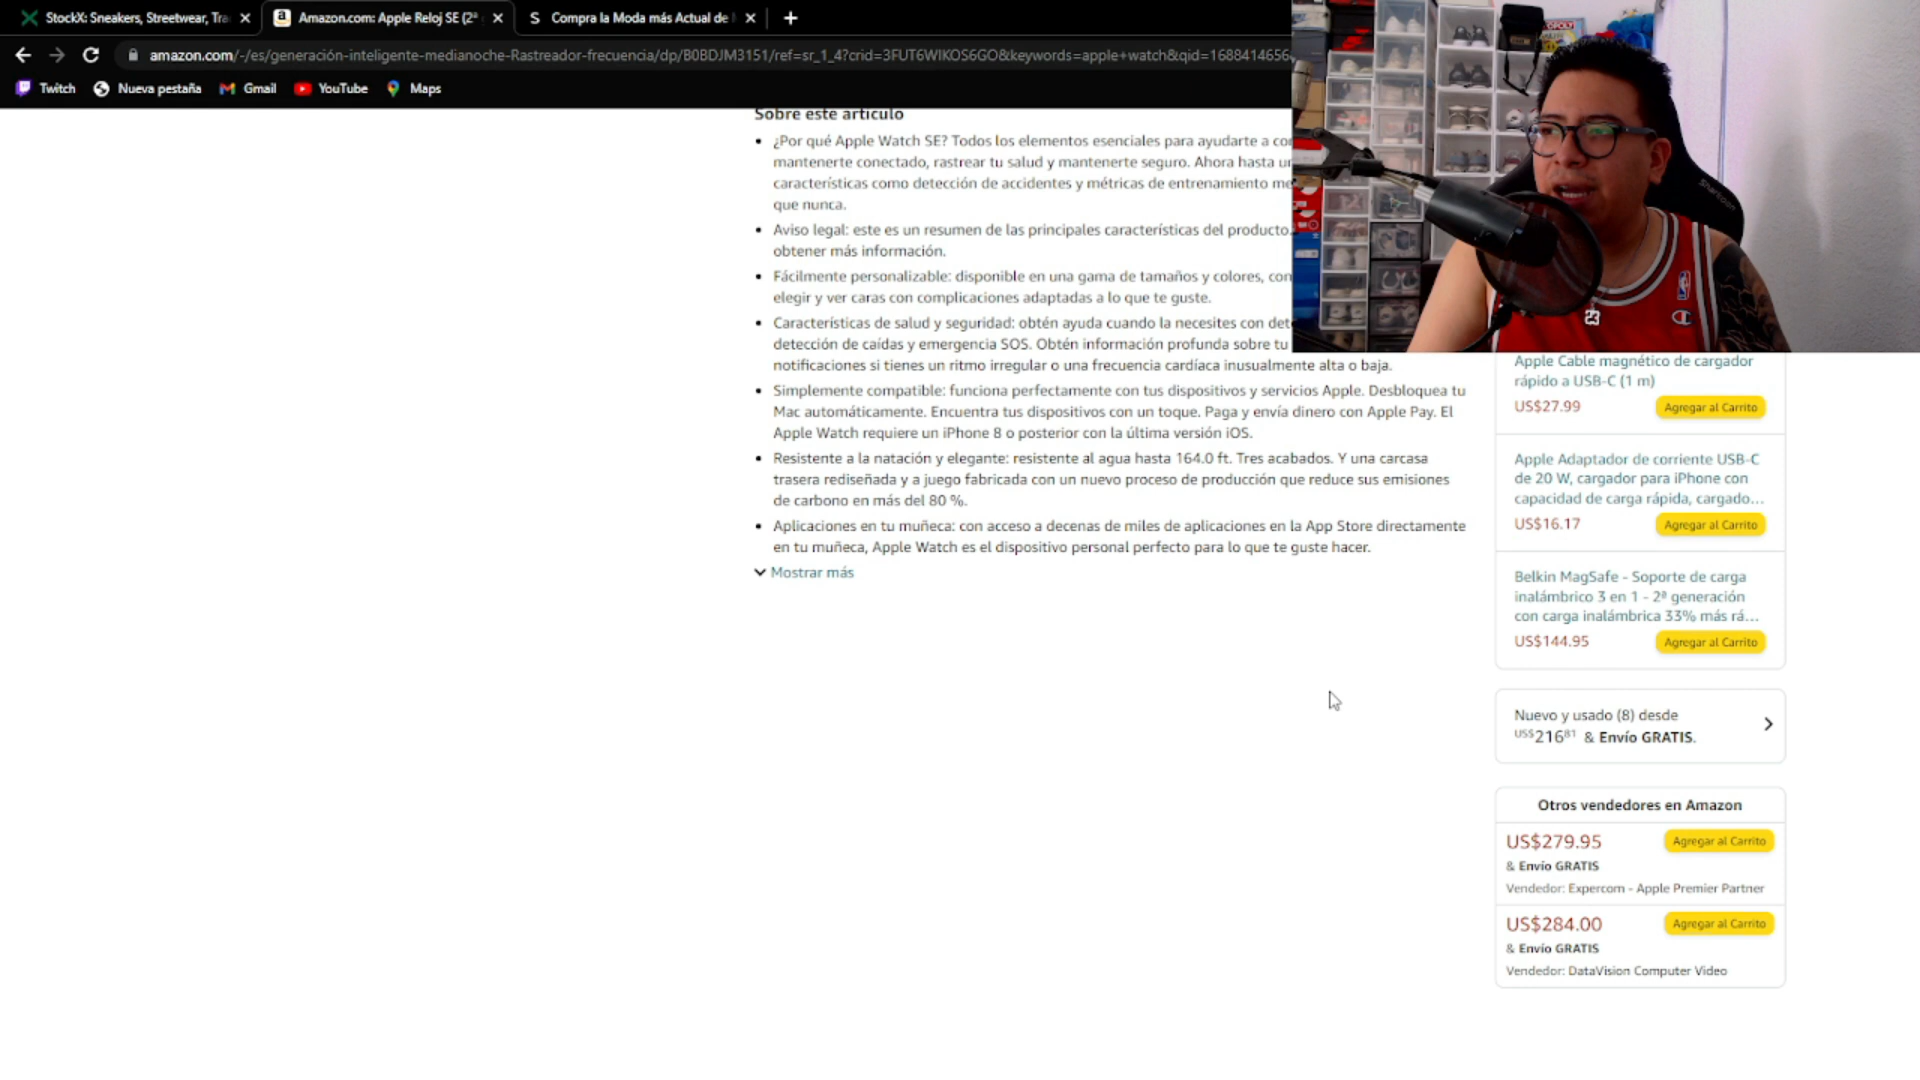 StockX: Sneakers, Streetwear, Tra
Amazon.com: Apple Reloj SE (2ª
Compra la Moda más Actual de
amazon.com/-/es/generación-inteligente-medianoche-Rastreador-frecuencia/dp/B0BDJM3151/ref=sr_1_4?crid=3FUT6WIKOS6GO&keywords=apple+watch&qid=1688414656
Twitch
Nueva pestaña
Gmail
YouTube
Maps
Sobre este artículo
¿Por qué Apple Watch SE? Todos los elementos esenciales para ayudarte a
mantenerte conectado, rastrear tu salud y mantenerte seguro. Ahora hasta
características como detección de accidentes y métricas de entrenamiento
que nunca.
Aviso legal: este es un resumen de las principales características del producto.
obtener más información.
Fácilmente personalizable: disponible en una gama de tamaños y colores,
elegir y ver caras con complicaciones adaptadas a lo que te guste.
Características de salud y seguridad: obtén ayuda cuando la necesites con
detección de caídas y emergencia SOS. Obtén información profunda sobre tu
notificaciones si tienes un ritmo irregular o una frecuencia cardíaca inusualmente alta o baja.
Simplemente compatible: funciona perfectamente con tus dispositivos y servicios Apple. Desbloquea tu
Mac automáticamente. Encuentra tus dispositivos con un toque. Paga y envía dinero con Apple Pay. El
Apple Watch requiere un iPhone 8 o posterior con la última versión iOS.
Resistente a la natación y elegante: resistente al agua hasta 164.0 ft. Tres acabados. Y una carcasa
trasera rediseñada y a juego fabricada con un nuevo proceso de producción que reduce sus emisiones
de carbono en más del 80 %.
Aplicaciones en tu muñeca: con acceso a decenas de miles de aplicaciones en la App Store directamente
en tu muñeca, Apple Watch es el dispositivo personal perfecto para lo que te guste hacer.
Mostrar más
MONOPOLY
Sharkoon
23
Apple Cable magnético de cargador
rápido a USB-C (1 m)
US$27.99
Agregar al Carrito
Apple Adaptador de corriente USB-C
de 20 W, cargador para iPhone con
capacidad de carga rápida, cargado...
US$16.17
Agregar al Carrito
Belkin MagSafe - Soporte de carga
inalámbrico 3 en 1 - 2ª generación
con carga inalámbrica 33% más rá...
US$144.95
Agregar al Carrito
Nuevo y usado (8) desde
US$21681 & Envío GRATIS.
Otros vendedores en Amazon
US$279.95
Agregar al Carrito
& Envío GRATIS
Vendedor: Expercom - Apple Premier Partner
US$284.00
Agregar al Carrito
& Envío GRATIS
Vendedor: DataVision Computer Video